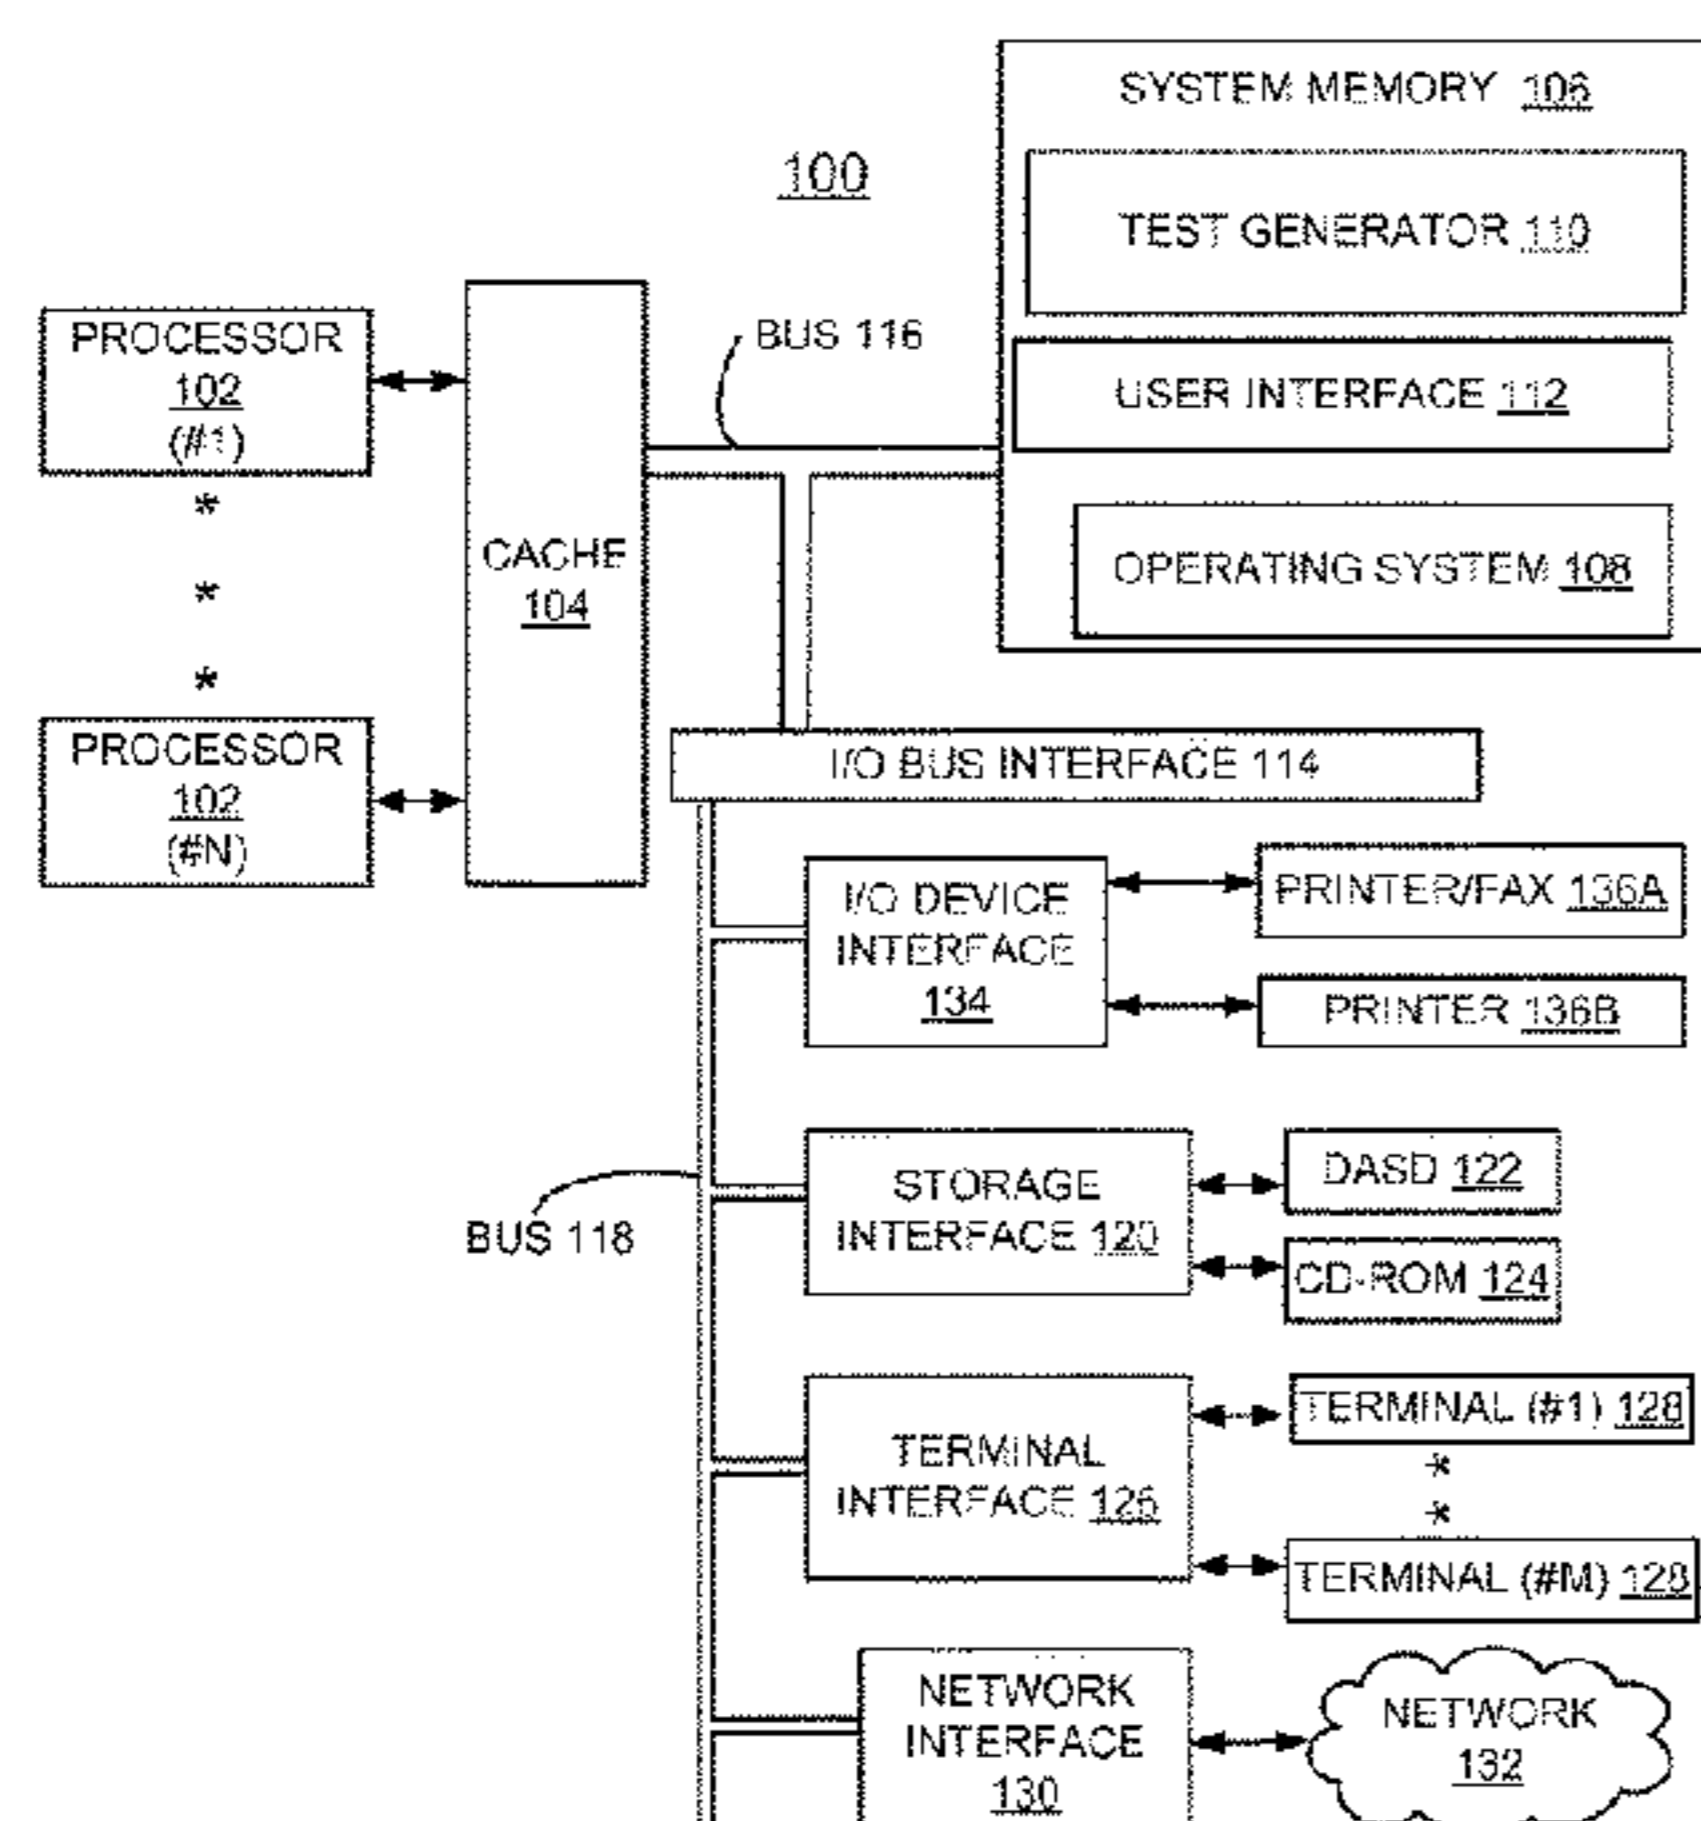 SYSTEM MEMORY 106
100
TEST GENERATOR 110
PROCESSOR
102
(#1)
BUS 116
USER INTERFACE 112
*
*
*
CACHE
104
OPERATING SYSTEM 108
PROCESSOR
102
(#N)
I/O BUS INTERFACE 114
I/O DEVICE
INTERFACE
134
PRINTER/FAX 136A
PRINTER 136B
BUS 118
STORAGE
INTERFACE 120
DASD 122
CD-ROM 124
TERMINAL
INTERFACE 126
TERMINAL (#1) 128
*
*
TERMINAL (#M) 128
NETWORK
INTERFACE
130
NETWORK
132